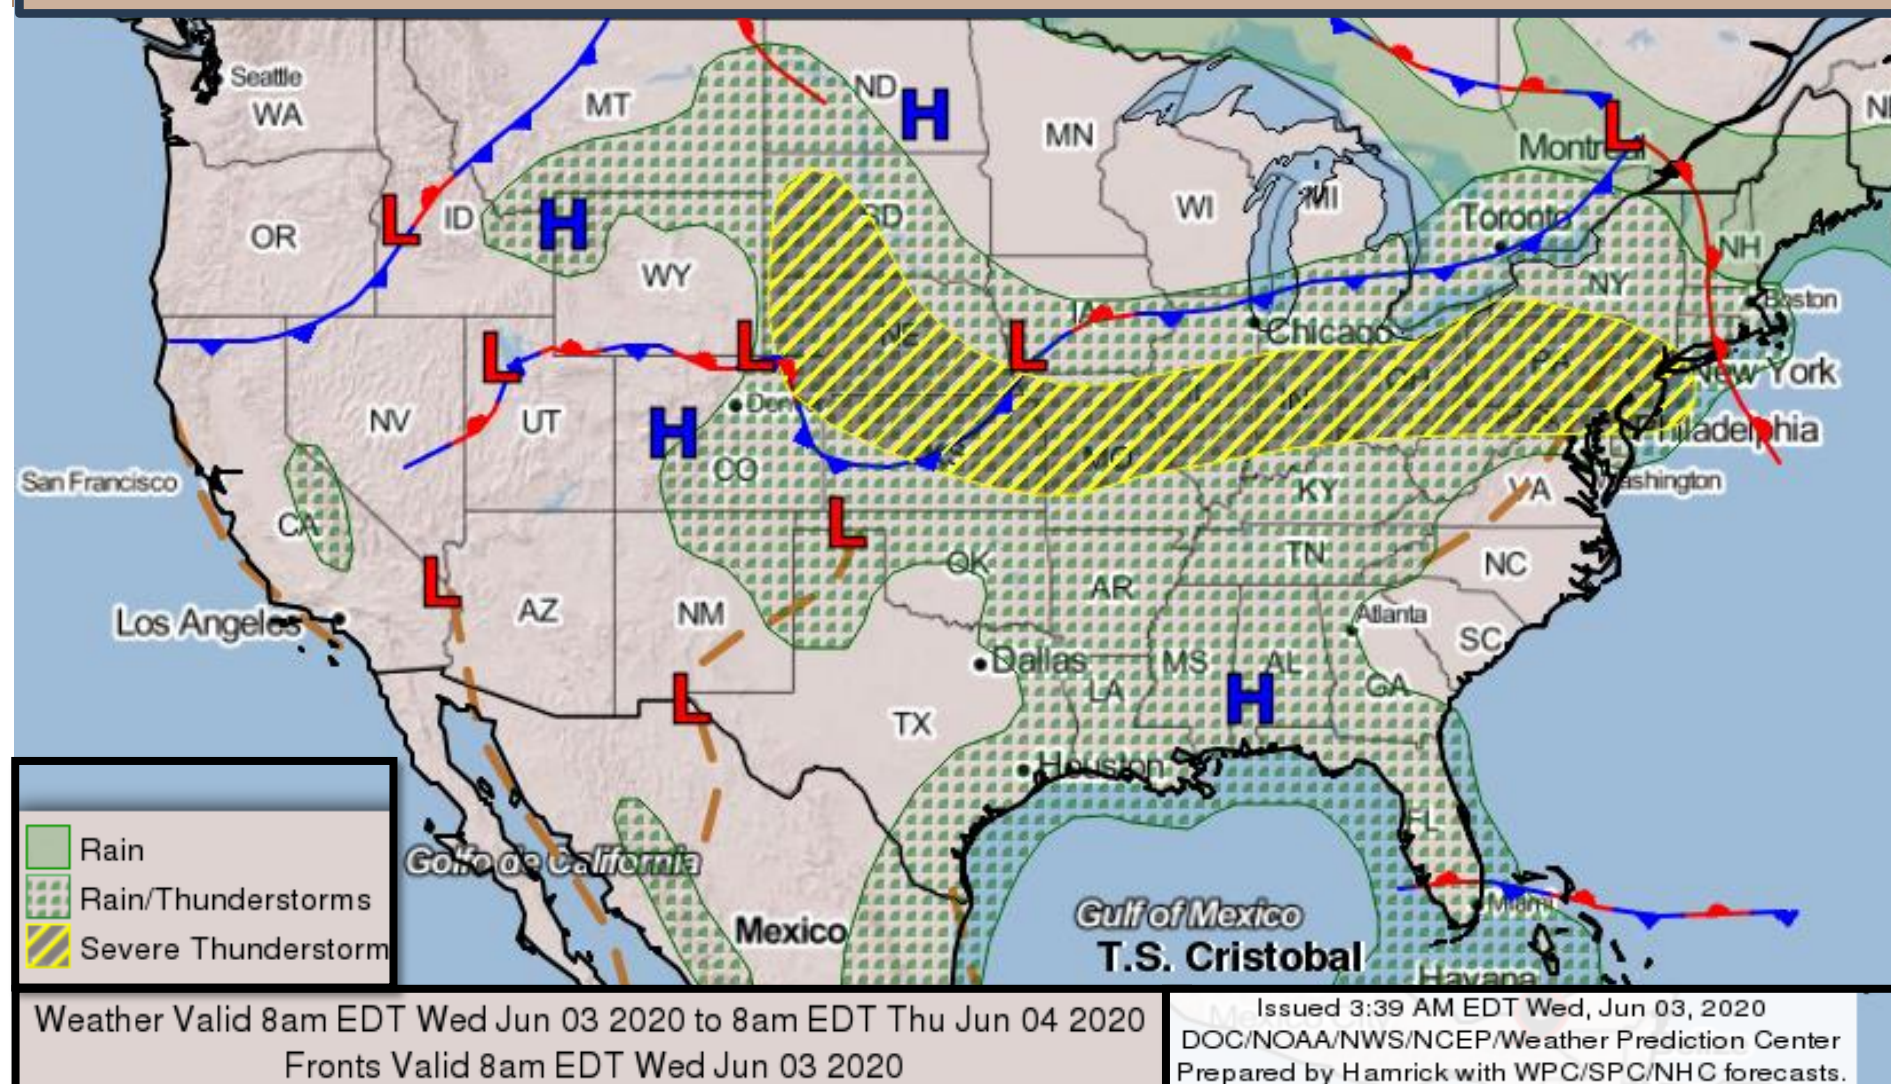 Seattle
WA
MT
ND
H
MN
L
Montreal
OR
L
ID
H
SD
WI
MI
Toronto
NH
WY
NY
Boston
L
L
NE
L
IA
Chicago
PA
New York
NV
UT
Denver
H
OH
IN
Philadelphia
San Francisco
CO
KS
MO
KY
VA
Washington
CA
L
OK
TN
NC
L
Los Angeles
AZ
NM
AR
Atlanta
SC
L
Dallas
MS
AL
GA
LA
H
TX
Houston
FL
Golfo de California
Mexico
Gulf of Mexico
T.S. Cristobal
Miami
Havana
Rain
Rain/Thunderstorms
Severe Thunderstorm
Weather Valid 8am EDT Wed Jun 03 2020 to 8am EDT Thu Jun 04 2020
Fronts Valid 8am EDT Wed Jun 03 2020
Issued 3:39 AM EDT Wed, Jun 03, 2020
DOC/NOAA/NWS/NCEP/Weather Prediction Center
Prepared by Hamrick with WPC/SPC/NHC forecasts.
Mexico City